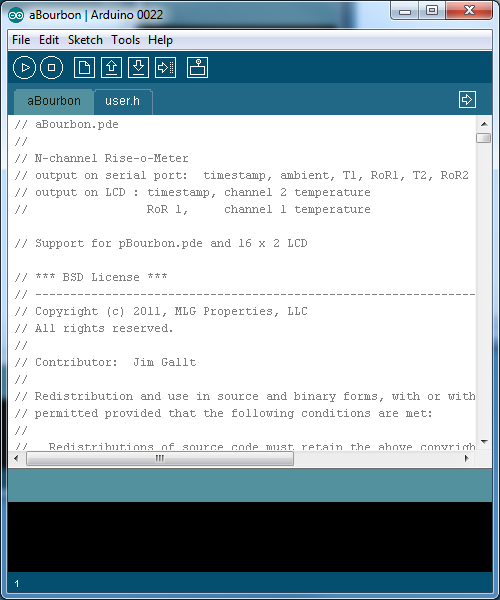 aBourbon | Arduino 0022
File Edit Sketch Tools Help
aBourbon user.h
// aBourbon.pde
//
// N-channel Rise-o-Meter
// output on serial port:  timestamp, ambient, T1, RoR1, T2, RoR2
// output on LCD : timestamp, channel 2 temperature
//                 RoR 1,     channel 1 temperature

// Support for pBourbon.pde and 16 x 2 LCD

// *** BSD License ***
// ---------------------------------------------------------------
// Copyright (c) 2011, MLG Properties, LLC
// All rights reserved.
//
// Contributor:  Jim Gallt
//
// Redistribution and use in source and binary forms, with or with
// permitted provided that the following conditions are met:
//
//   Redistributions of source code must retain the above copyrigh
1